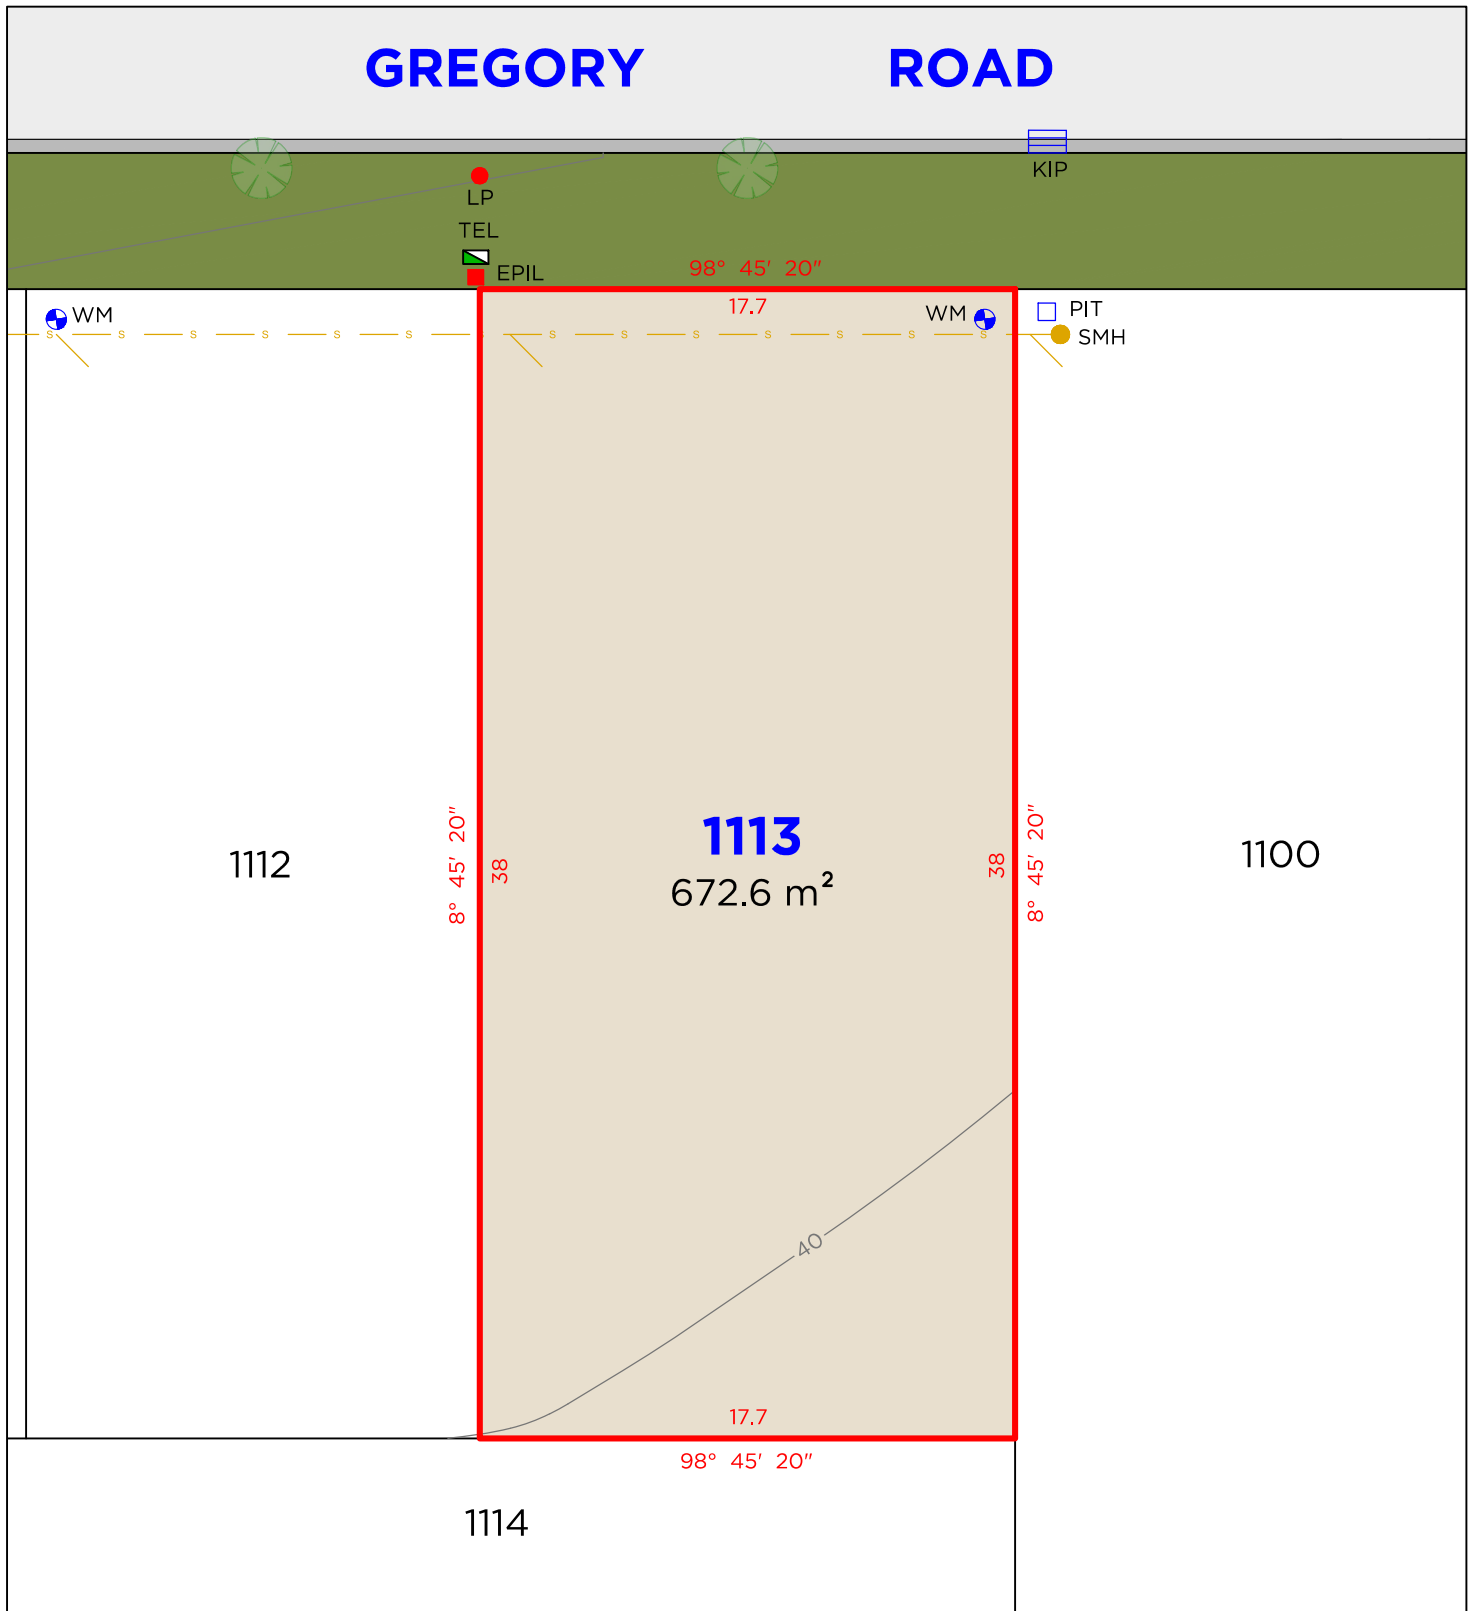 GREGORY ROAD
KIP
LP
TEL
EPIL
98° 45' 20"
17.7
WM
WM
PIT
SMH
s s s s s s s s s s s s s s
8° 45' 20"
38
1112
1113
672.6 m²
38
8° 45' 20"
1100
40
17.7
98° 45' 20"
1114